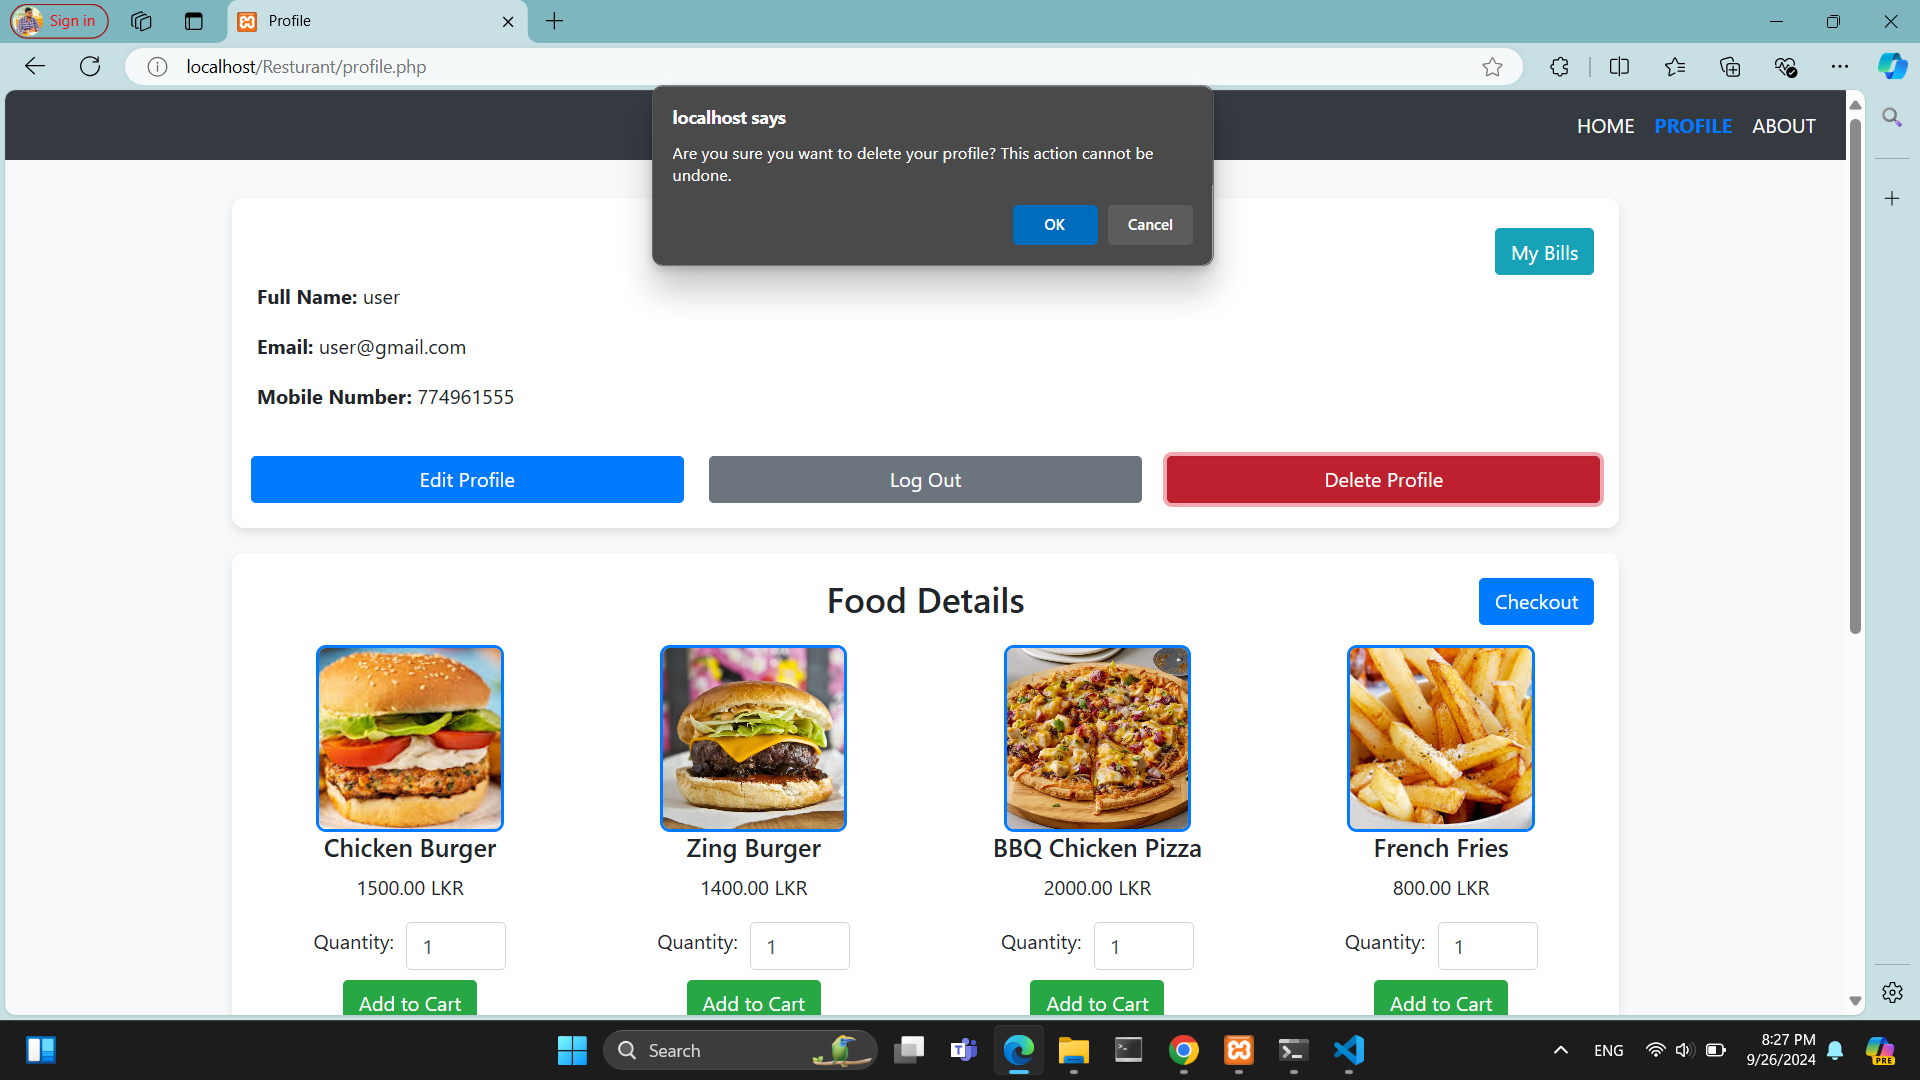 Sign in
Profile
localhost/Resturant/profile.php
HOME PROFILE ABOUT
localhost says
Are you sure you want to delete your profile? This action cannot be
undone.
OK Cancel
My Bills
Full Name: user
Email: user@gmail.com
Mobile Number: 774961555
Edit Profile Log Out Delete Profile
Food Details
Checkout
Chicken Burger Zing Burger BBQ Chicken Pizza French Fries
1500.00 LKR 1400.00 LKR 2000.00 LKR 800.00 LKR
Quantity: 1 Quantity: 1 Quantity: 1 Quantity: 1
Add to Cart Add to Cart Add to Cart Add to Cart
Search
ENG
8:27 PM
9/26/2024
PRE